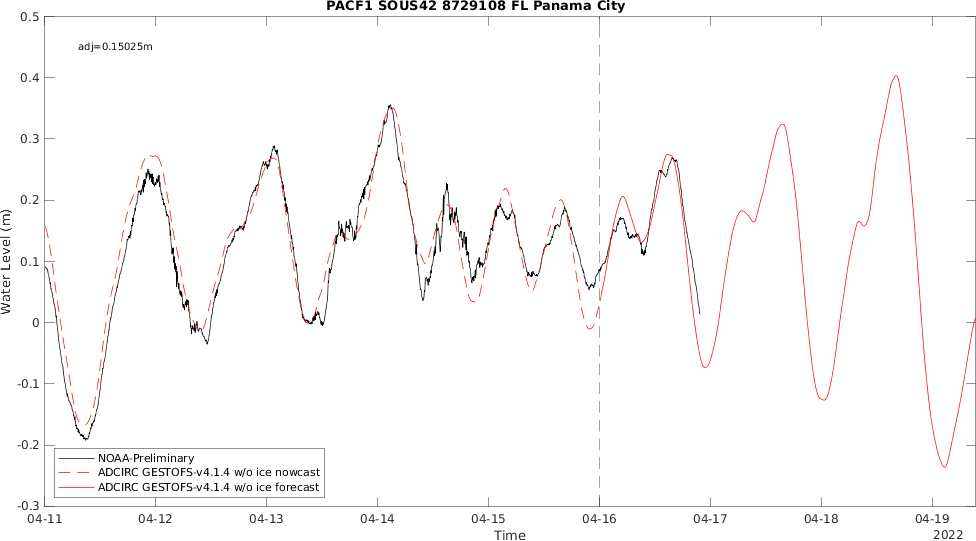 PACF1 SOUS42 8729108 FL Panama City
adj=0.15025m
0.5
0.4
0.3
0.2
0.1
0
-0.1
-0.2
-0.3
Water Level (m)
NOAA-Preliminary
ADCIRC GESTOFS-v4.1.4 w/o ice nowcast
ADCIRC GESTOFS-v4.1.4 w/o ice forecast
04-11 04-12 04-13 04-14 04-15 04-16 04-17 04-18 04-19
Time
2022